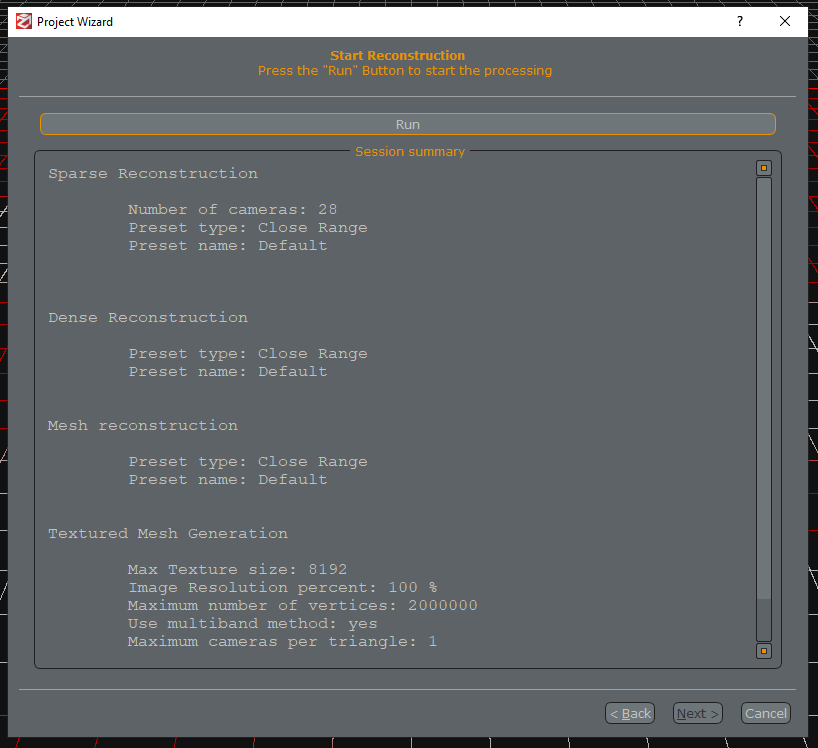 Project Wizard
?
Start Reconstruction
Press the "Run" Button to start the processing
Run
Session summary
Sparse Reconstruction
Number of cameras: 28
Preset type: Close Range
Preset name: Default
Dense Reconstruction
Preset type: Close Range
Preset name: Default
Mesh reconstruction
Preset type: Close Range
Preset name: Default
Textured Mesh Generation
Max Texture size: 8192
Image Resolution percent: 100 %
Maximum number of vertices: 2000000
Use multiband method: yes
Maximum cameras per triangle: 1
< Back Next > Cancel